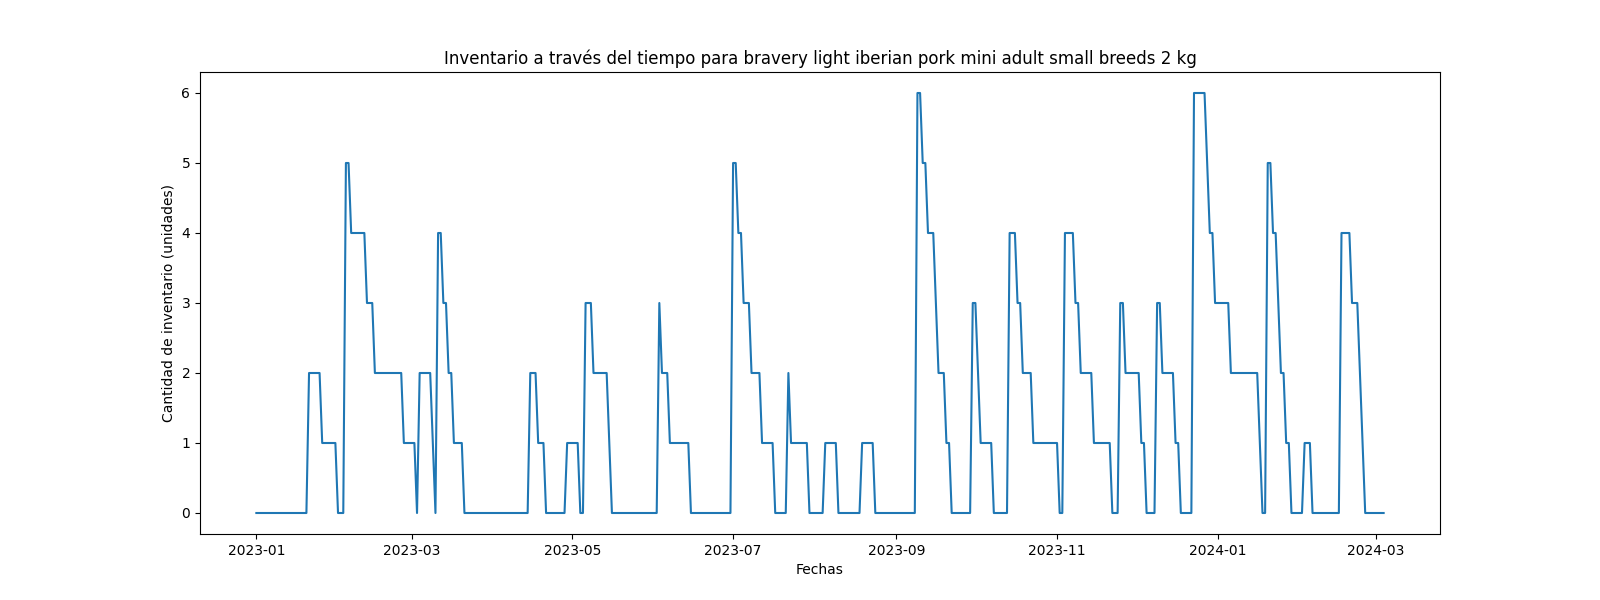 Inventario a través del tiempo para bravery light iberian pork mini adult small breeds 2 kg
Cantidad de inventario (unidades)
6
5
4
3
2
1
0
2023-01 2023-03 2023-05 2023-07 2023-09 2023-11 2024-01 2024-03
Fechas